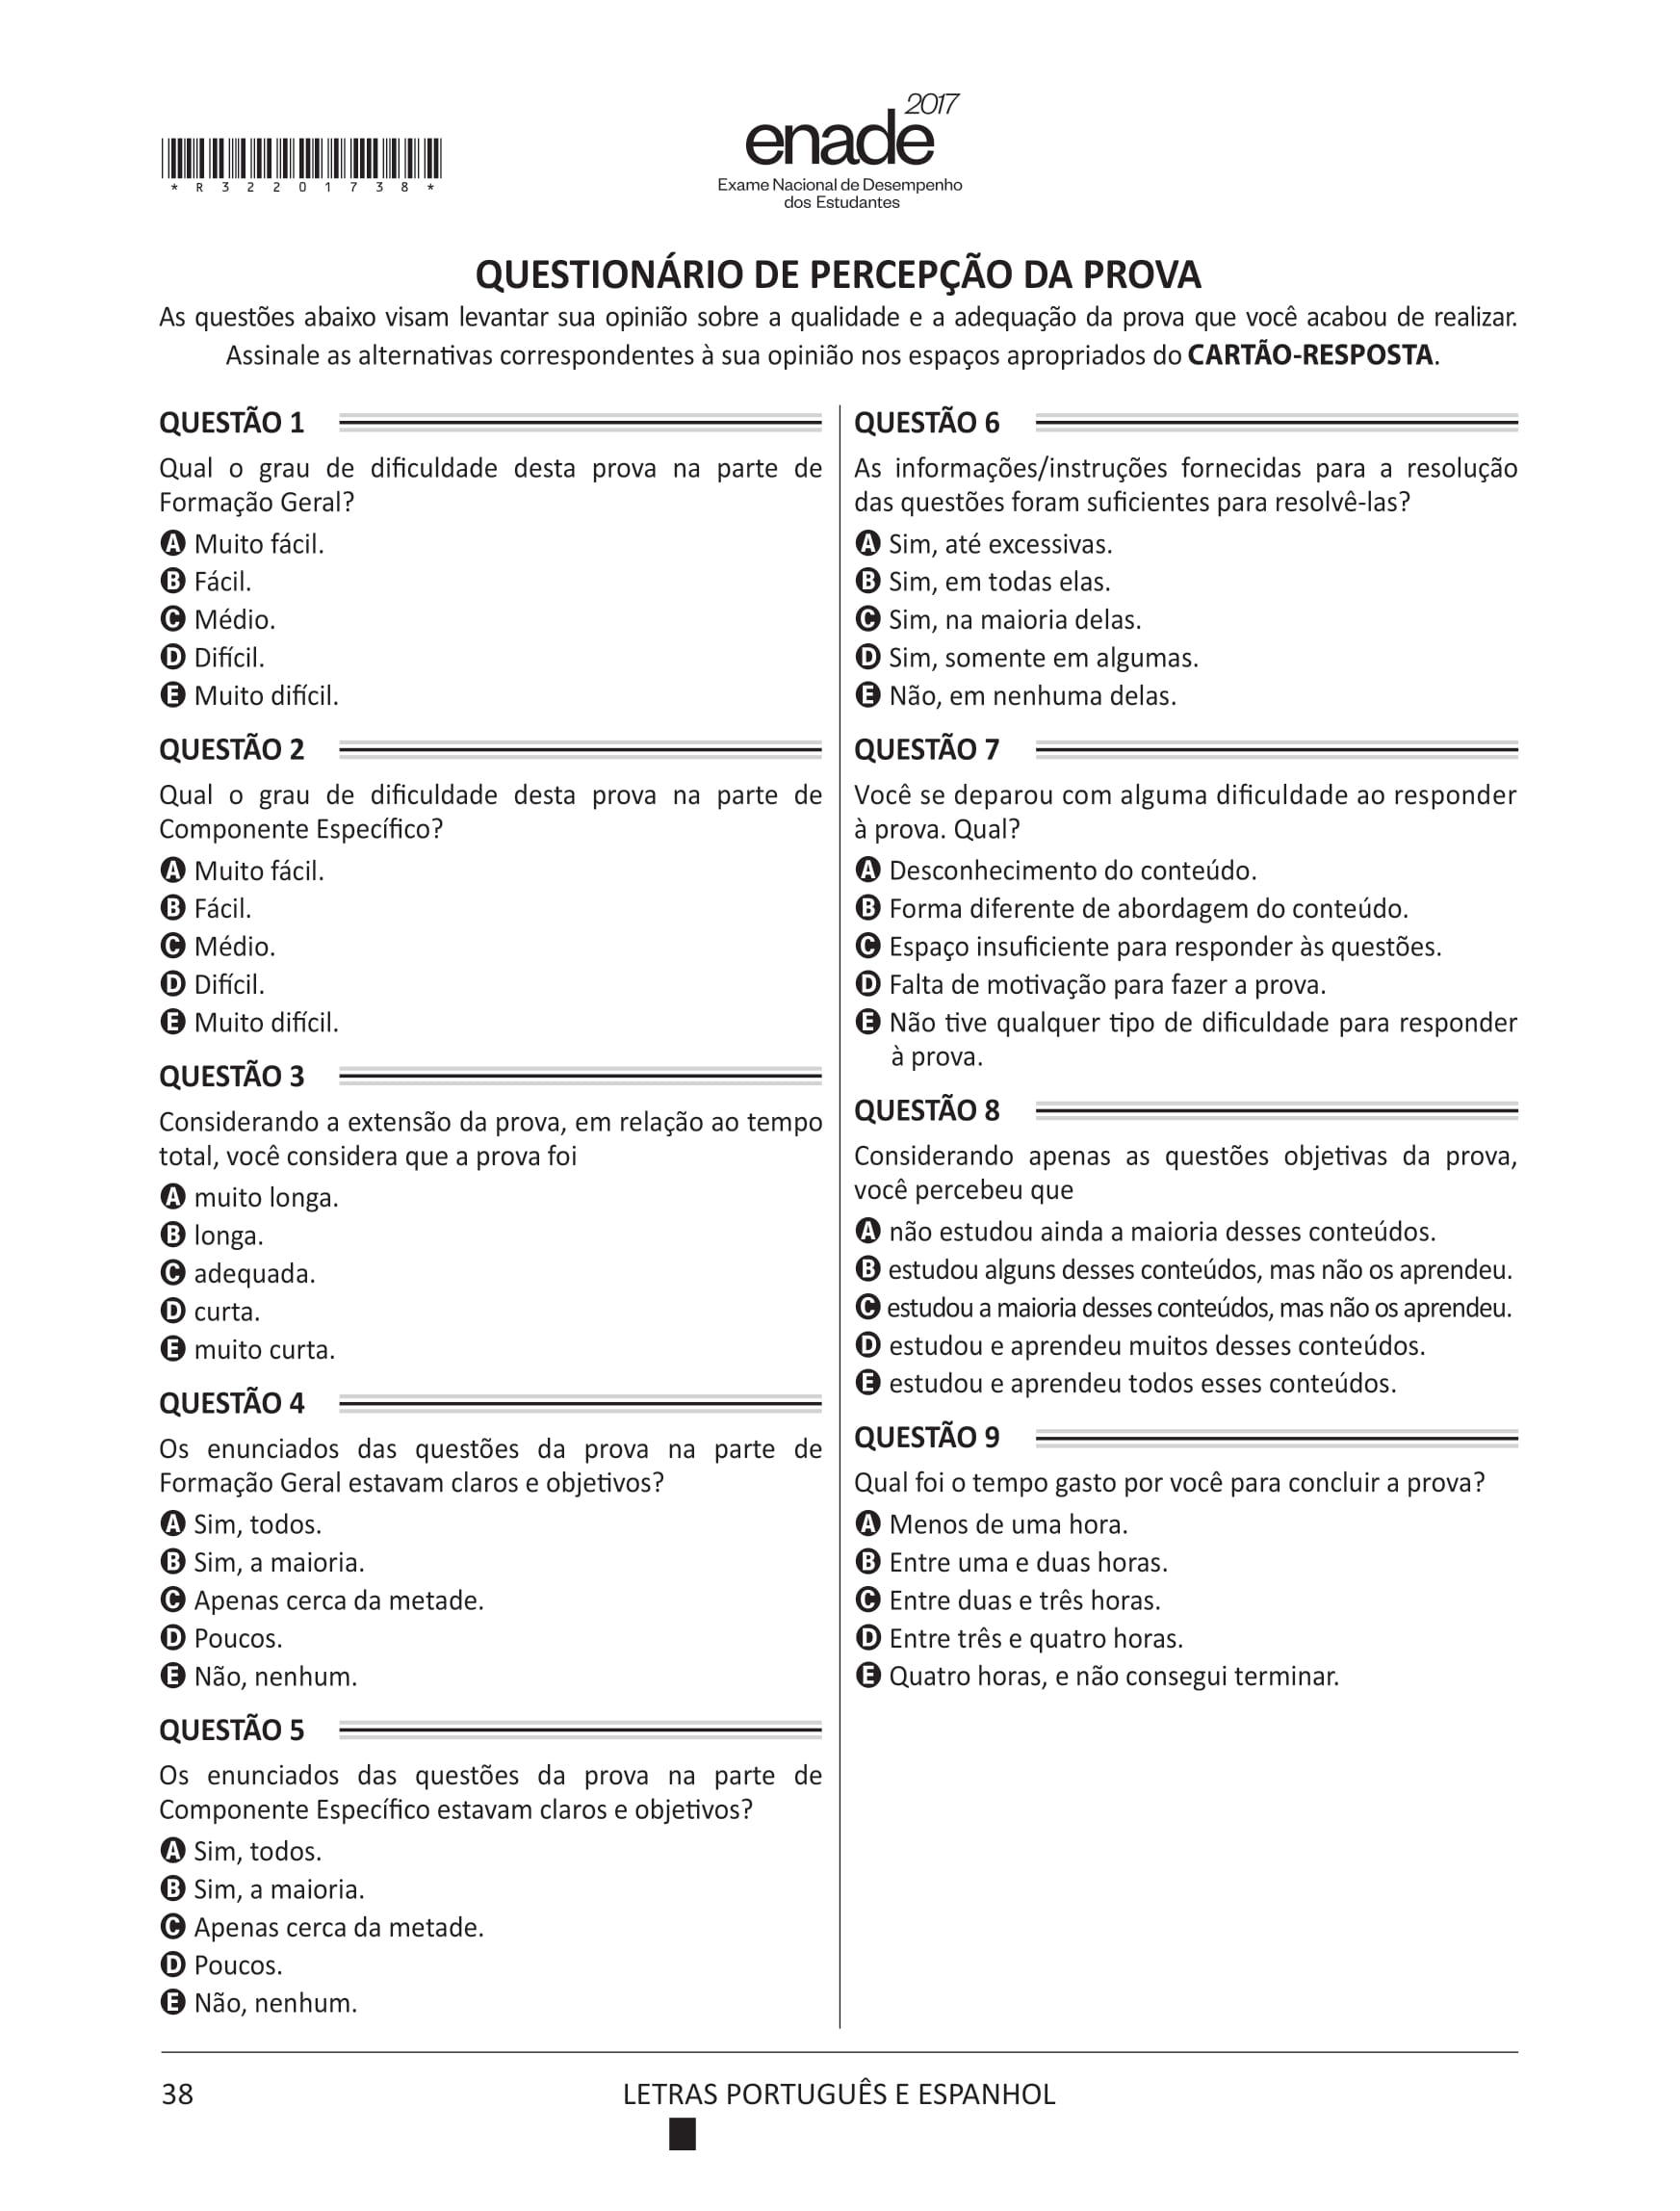 *R32201738*
enade2017
Exame Nacional de Desempenho
dos Estudantes
QUESTIONÁRIO DE PERCEPÇÃO DA PROVA
As questões abaixo visam levantar sua opinião sobre a qualidade e a adequação da prova que você acabou de realizar.
Assinale as alternativas correspondentes à sua opinião nos espaços apropriados do CARTÃO-RESPOSTA.
QUESTÃO 1
Qual o grau de dificuldade desta prova na parte de
Formação Geral?
A Muito fácil.
B Fácil.
C Médio.
D Difícil.
E Muito difícil.
QUESTÃO 2
Qual o grau de dificuldade desta prova na parte de
Componente Específico?
A Muito fácil.
B Fácil.
C Médio.
D Difícil.
E Muito difícil.
QUESTÃO 3
Considerando a extensão da prova, em relação ao tempo
total, você considera que a prova foi
A muito longa.
B longa.
C adequada.
D curta.
E muito curta.
QUESTÃO 4
Os enunciados das questões da prova na parte de
Formação Geral estavam claros e objetivos?
A Sim, todos.
B Sim, a maioria.
C Apenas cerca da metade.
D Poucos.
E Não, nenhum.
QUESTÃO 5
Os enunciados das questões da prova na parte de
Componente Específico estavam claros e objetivos?
A Sim, todos.
B Sim, a maioria.
C Apenas cerca da metade.
D Poucos.
E Não, nenhum.
QUESTÃO 6
As informações/instruções fornecidas para a resolução
das questões foram suficientes para resolvê-las?
A Sim, até excessivas.
B Sim, em todas elas.
C Sim, na maioria delas.
D Sim, somente em algumas.
E Não, em nenhuma delas.
QUESTÃO 7
Você se deparou com alguma dificuldade ao responder
à prova. Qual?
A Desconhecimento do conteúdo.
B Forma diferente de abordagem do conteúdo.
C Espaço insuficiente para responder às questões.
D Falta de motivação para fazer a prova.
E Não tive qualquer tipo de dificuldade para responder
à prova.
QUESTÃO 8
Considerando apenas as questões objetivas da prova,
você percebeu que
A não estudou ainda a maioria desses conteúdos.
B estudou alguns desses conteúdos, mas não os aprendeu.
C estudou a maioria desses conteúdos, mas não os aprendeu.
D estudou e aprendeu muitos desses conteúdos.
E estudou e aprendeu todos esses conteúdos.
QUESTÃO 9
Qual foi o tempo gasto por você para concluir a prova?
A Menos de uma hora.
B Entre uma e duas horas.
C Entre duas e três horas.
D Entre três e quatro horas.
E Quatro horas, e não consegui terminar.
38
LETRAS PORTUGUÊS E ESPANHOL